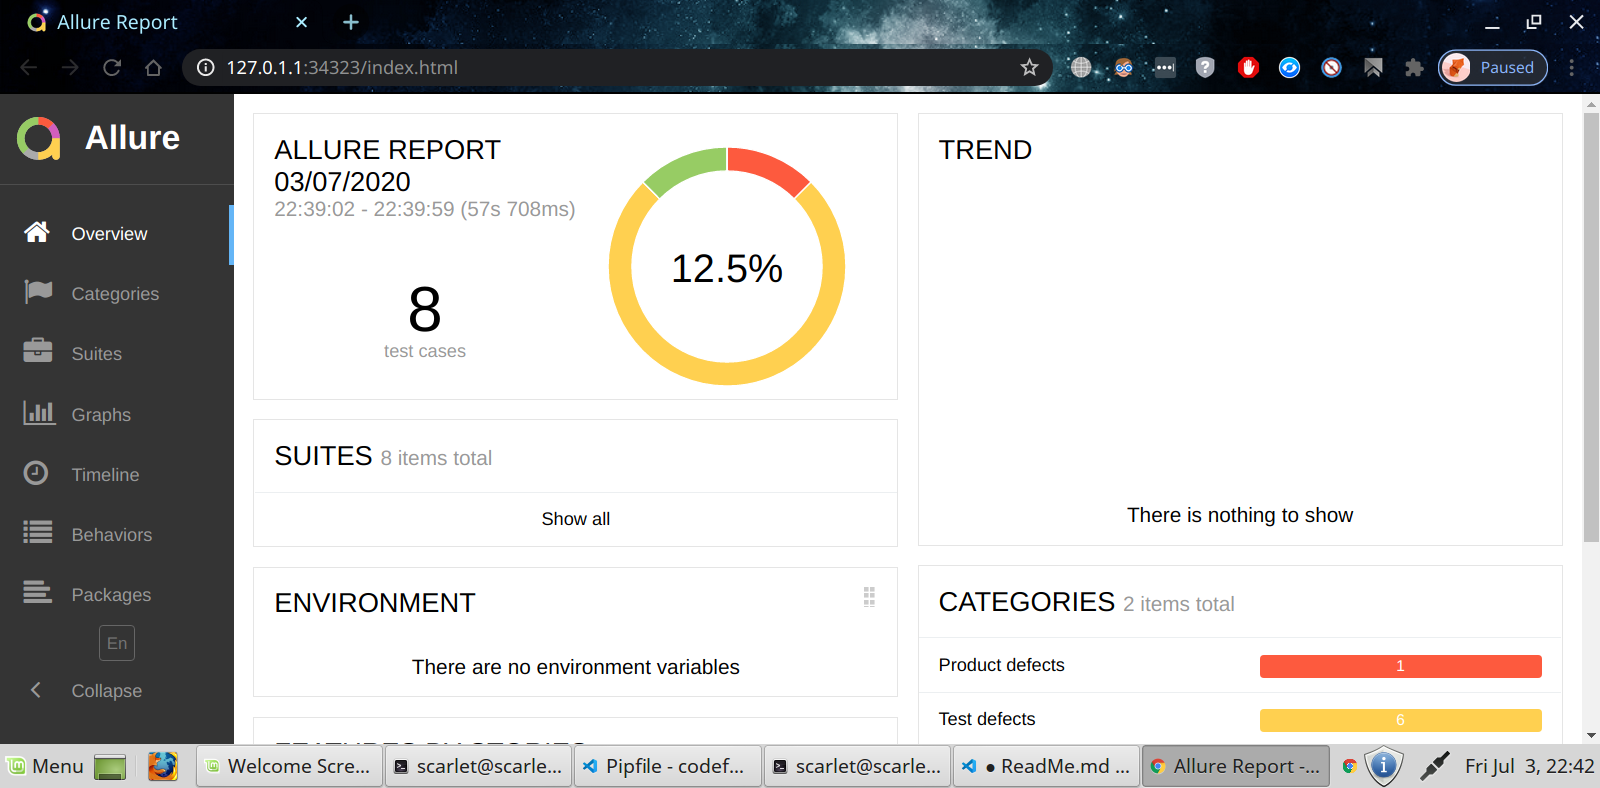 Allure Report
127.0.1.1:34323/index.html
Paused
Allure
Overview
Categories
Suites
Graphs
Timeline
Behaviors
Packages
En
Collapse
ALLURE REPORT
03/07/2020
22:39:02 - 22:39:59 (57s 708ms)
8
test cases
12.5%
SUITES 8 items total
Show all
ENVIRONMENT
There are no environment variables
TREND
There is nothing to show
CATEGORIES 2 items total
Product defects 1
Test defects 6
Menu
Welcome Scre...
scarlet@scarle...
Pipfile - codef...
scarlet@scarle...
● ReadMe.md ...
Allure Report -...
Fri Jul 3, 22:42